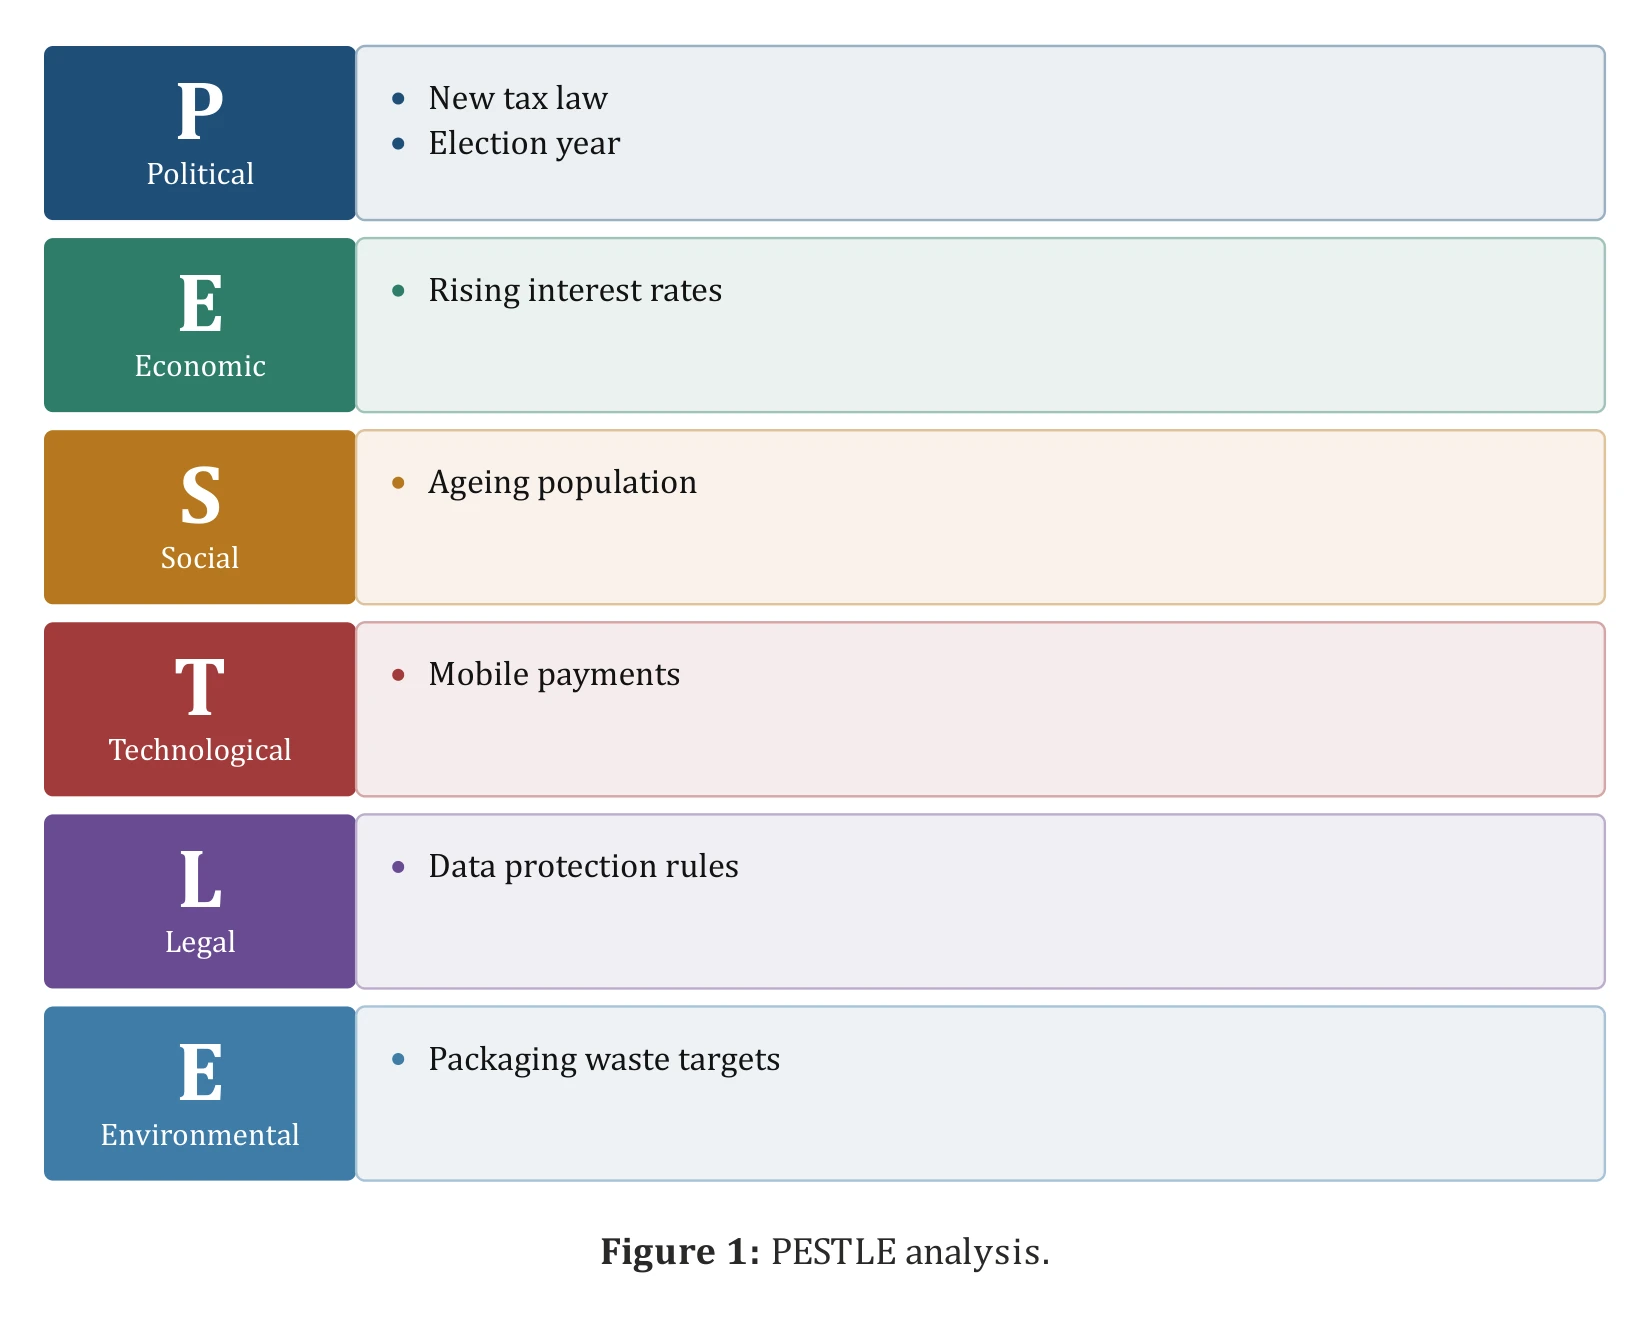 P
Political
• New tax law
• Election year
E
Economic
• Rising interest rates
S
Social
• Ageing population
T
Technological
• Mobile payments
L
Legal
• Data protection rules
E
Environmental
• Packaging waste targets
Figure 1: PESTLE analysis.